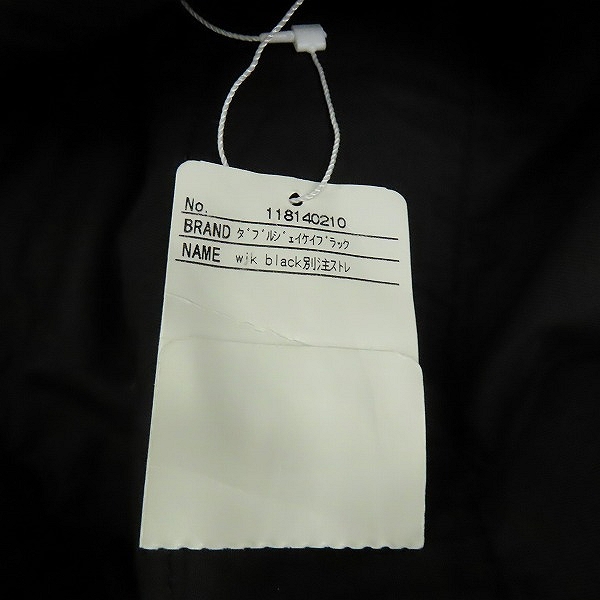 No. 118140210
BRAND ﾀﾞﾌﾞﾙｼﾞｪｲｹｲﾌﾞﾗｯｸ
NAME wjk black別注ストレ